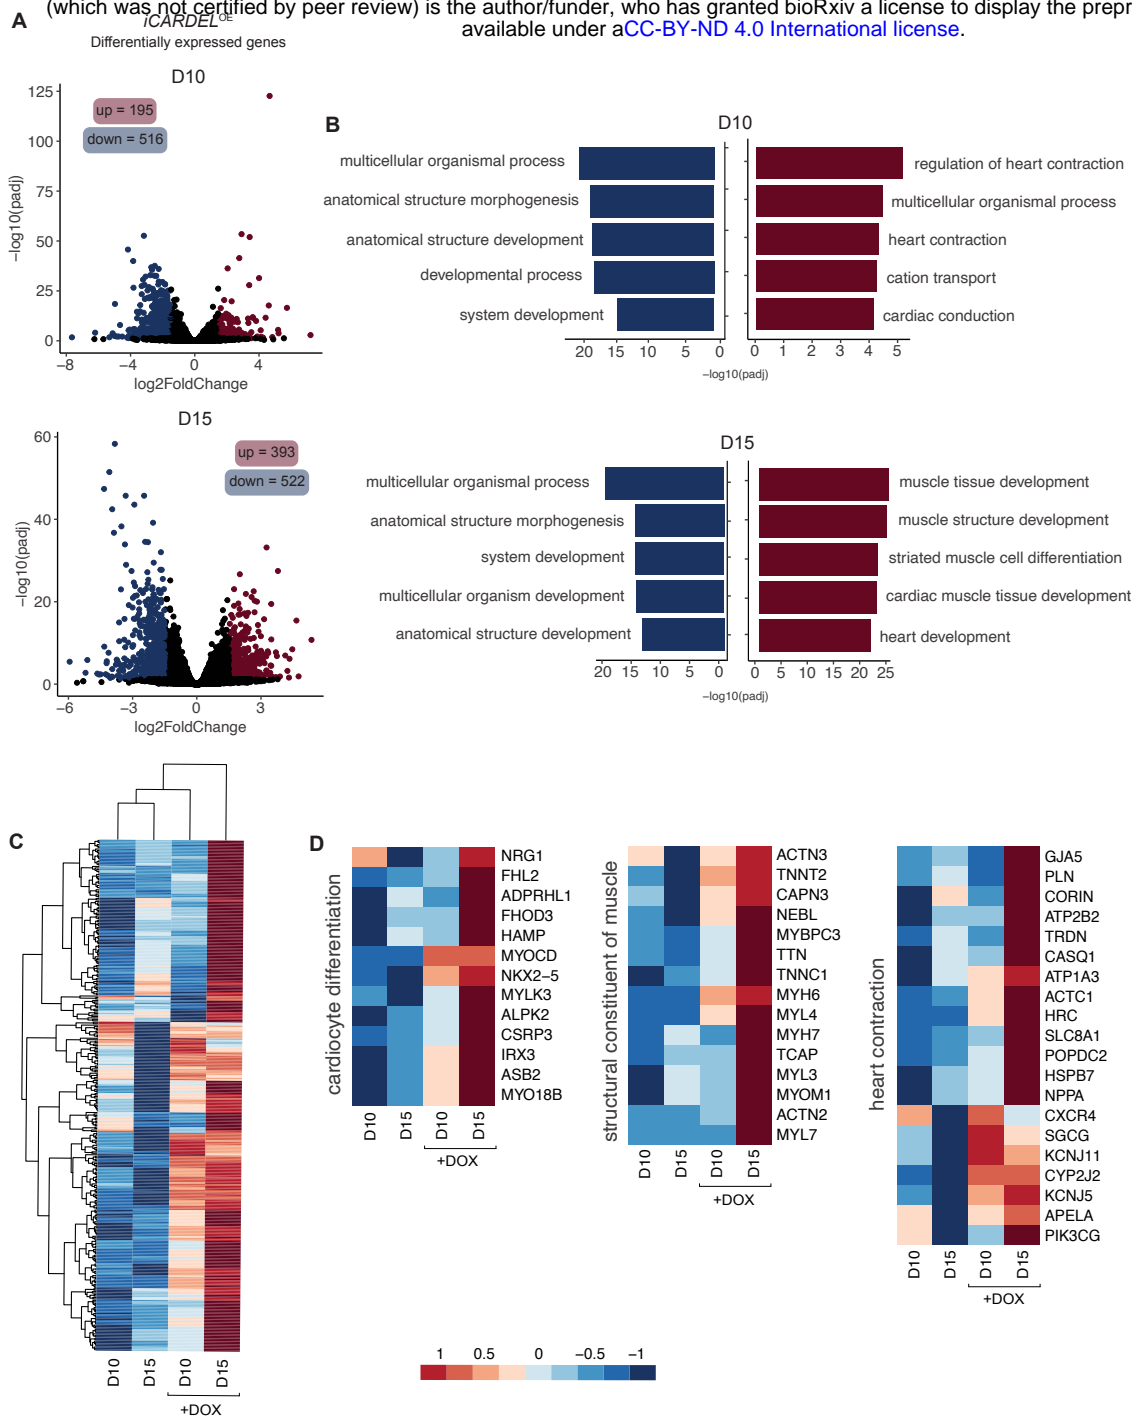 (which was not certified by peer review) is the author/funder, who has granted bioRxiv a license to display the prepr
available under aCC-BY-ND 4.0 International license.
A
iCARDEL^OE
Differentially expressed genes
D10
up = 195
down = 516
125
100
75
50
25
0
−log10(padj)
−8 −4 0 4
log2FoldChange
D15
up = 393
down = 522
60
40
20
0
−log10(padj)
−6 −3 0 3
log2FoldChange
B
D10
multicellular organismal process
anatomical structure morphogenesis
anatomical structure development
developmental process
system development
20 15 10 5 0
regulation of heart contraction
multicellular organismal process
heart contraction
cation transport
cardiac conduction
0 1 2 3 4 5
−log10(padj)
D15
multicellular organismal process
anatomical structure morphogenesis
system development
multicellular organism development
anatomical structure development
20 15 10 5 0
muscle tissue development
muscle structure development
striated muscle cell differentiation
cardiac muscle tissue development
heart development
0 5 10 15 20 25
−log10(padj)
C
D10 D15 D10 D15
+DOX
D
cardiocyte differentiation
NRG1
FHL2
ADPRHL1
FHOD3
HAMP
MYOCD
NKX2−5
MYLK3
ALPK2
CSRP3
IRX3
ASB2
MYO18B
D10 D15 D10 D15
+DOX
structural constituent of muscle
ACTN3
TNNT2
CAPN3
NEBL
MYBPC3
TTN
TNNC1
MYH6
MYL4
MYH7
TCAP
MYL3
MYOM1
ACTN2
MYL7
D10 D15 D10 D15
+DOX
heart contraction
GJA5
PLN
CORIN
ATP2B2
TRDN
CASQ1
ATP1A3
ACTC1
HRC
SLC8A1
POPDC2
HSPB7
NPPA
CXCR4
SGCG
KCNJ11
CYP2J2
KCNJ5
APELA
PIK3CG
D10 D15 D10 D15
+DOX
1 0.5 0 −0.5 −1